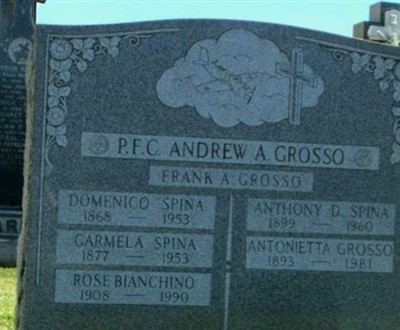 P.F.C. ANDREW A. GROSSO
FRANK A. GROSSO
DOMENICO SPINA
1868 — 1953
CARMELA SPINA
1877 — 1953
ROSE BIANCHINO
1908 — 1990
ANTHONY D. SPINA
1899 — 1960
ANTONIETTA GROSSO
1893 — 1981